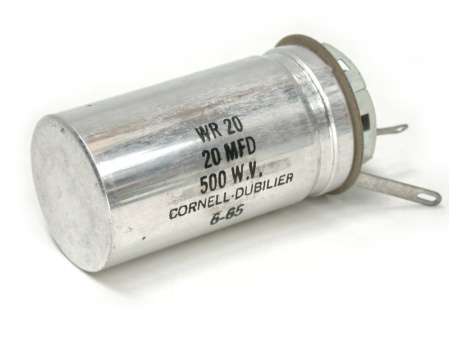 WR 20
20 MFD
500 W.V.
CORNELL-DUBILIER
6-65